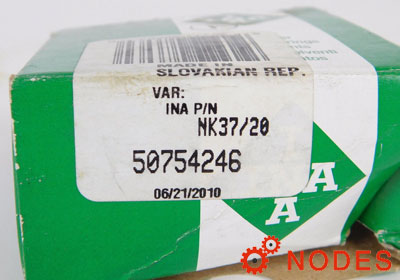 MADE IN
SLOVAKIAN REP.
VAR:
INA P/N
NK37/20
50754246
06/21/2010
A
A
NODES